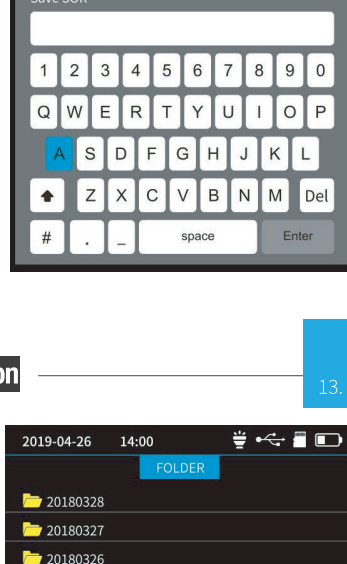 Save SOR
1 2 3 4 5 6 7 8 9 0
Q W E R T Y U I O P
A S D F G H J K L
Z X C V B N M Del
# . _ space Enter
on
13.
2019-04-26 14:00
FOLDER
20180328
20180327
20180326